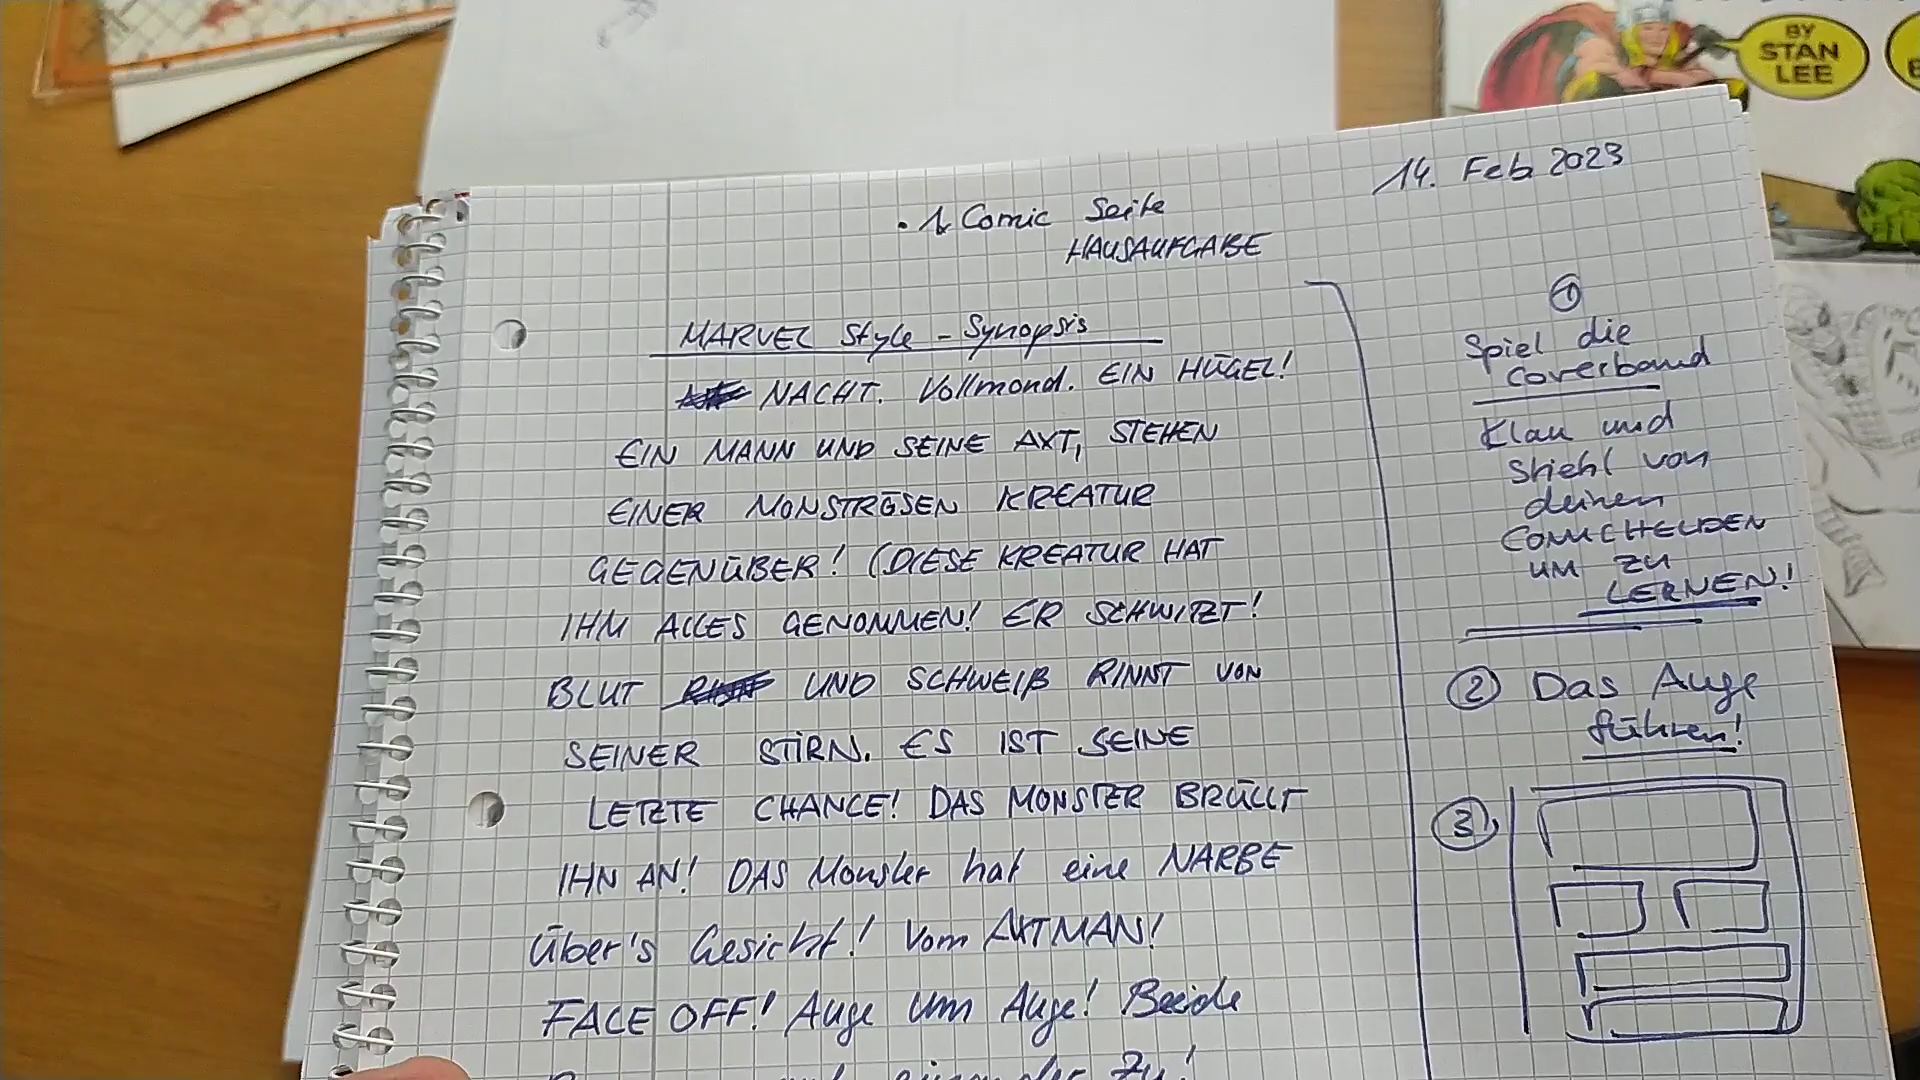 BY
STAN
LEE
14. Feb 2023
• 1. Comic Seite
HAUSAUFGABE
MARVEL Style - Synopsis
NACHT. Vollmond. EIN HÜGEL!
EIN MANN UND SEINE AXT, STEHEN
EINER MONSTRÖSEN KREATUR
GEGENÜBER! (DIESE KREATUR HAT
IHM ALLES GENOMMEN! ER SCHWITZT!
BLUT UND SCHWEIß RINNT VON
SEINER STIRN. ES IST SEINE
LETZTE CHANCE! DAS MONSTER BRÜLLT
IHN AN! DAS Monster hat eine NARBE
Über's Gesicht! Vom AXTMAN!
FACE OFF! Auge um Auge! Beide
zu!
1
Spiel die
Coverband
Klau und
Stiehl von
deinen
COMICHELDEN
UM ZU
LERNEN!
2 Das Auge
führen!
3.